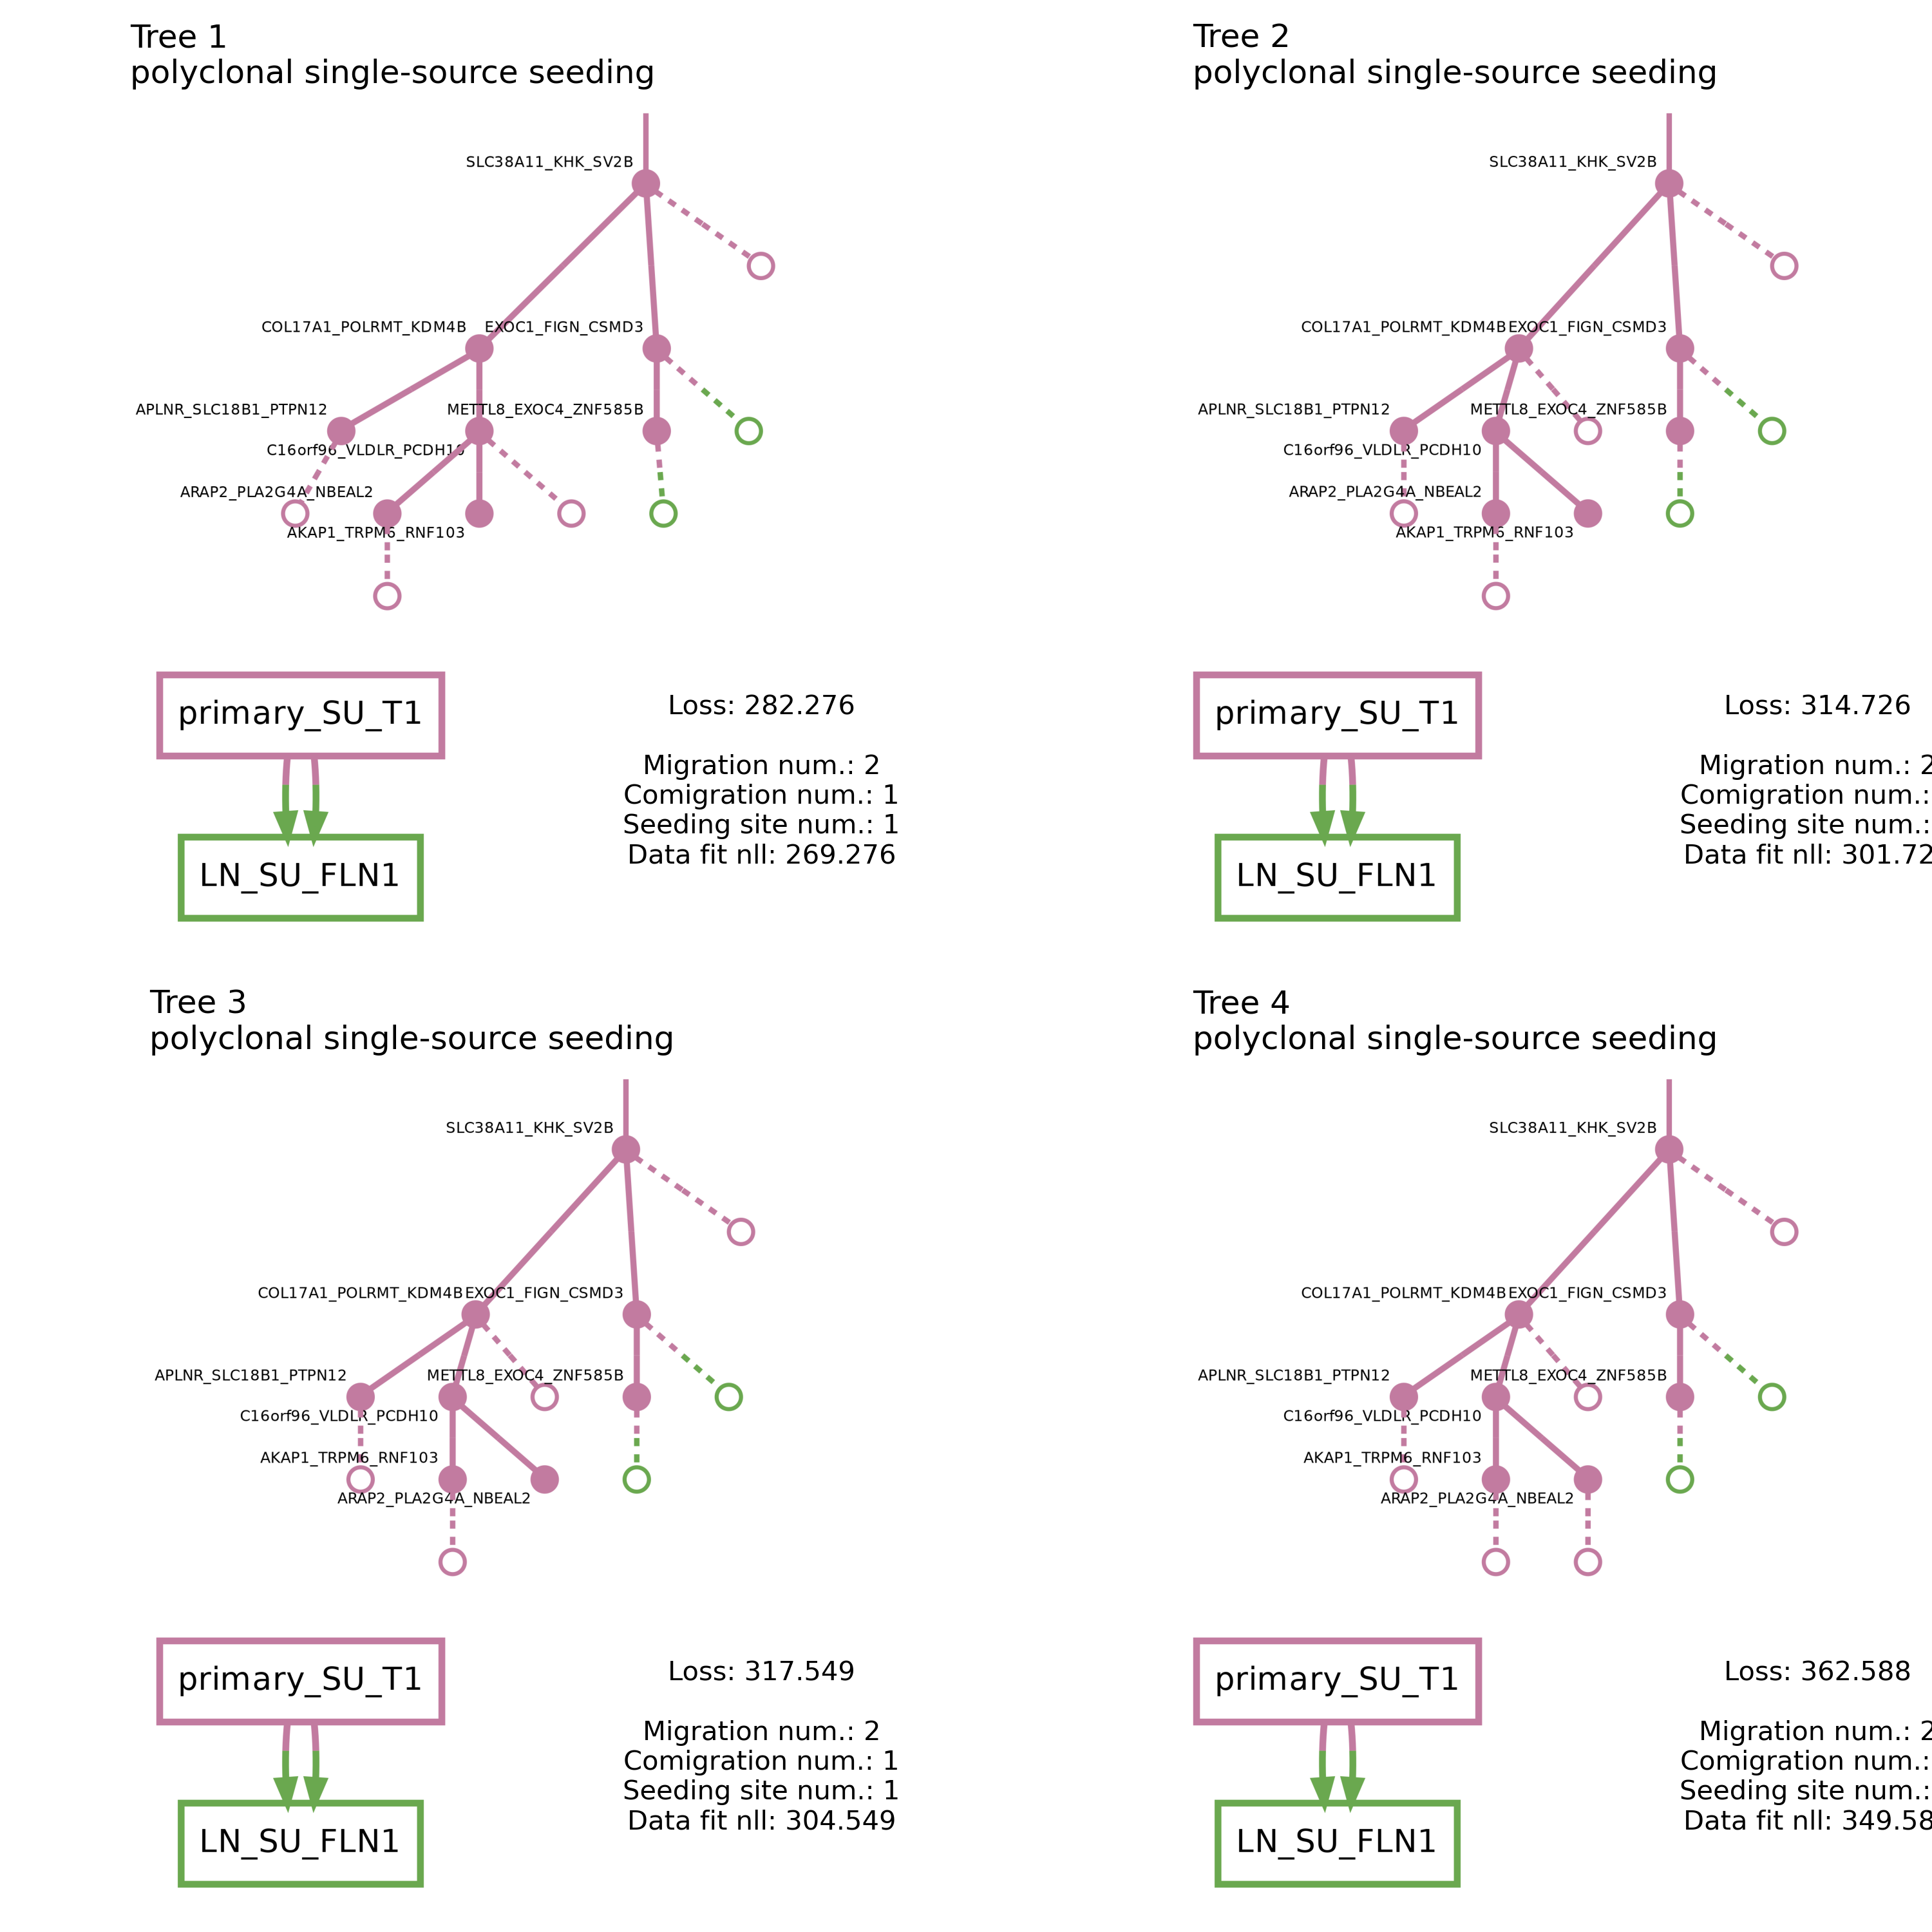 Tree 1
polyclonal single-source seeding
SLC38A11_KHK_SV2B
COL17A1_POLRMT_KDM4B
EXOC1_FIGN_CSMD3
APLNR_SLC18B1_PTPN12
METTL8_EXOC4_ZNF585B
C16orf96_VLDLR_PCDH10
ARAP2_PLA2G4A_NBEAL2
AKAP1_TRPM6_RNF103
primary_SU_T1
LN_SU_FLN1
Loss: 282.276
Migration num.: 2
Comigration num.: 1
Seeding site num.: 1
Data fit nll: 269.276
Tree 2
polyclonal single-source seeding
SLC38A11_KHK_SV2B
COL17A1_POLRMT_KDM4B
EXOC1_FIGN_CSMD3
APLNR_SLC18B1_PTPN12
METTL8_EXOC4_ZNF585B
C16orf96_VLDLR_PCDH10
ARAP2_PLA2G4A_NBEAL2
AKAP1_TRPM6_RNF103
primary_SU_T1
LN_SU_FLN1
Loss: 314.726
Migration num.: 2
Comigration num.:
Seeding site num.:
Data fit nll: 301.72
Tree 3
polyclonal single-source seeding
SLC38A11_KHK_SV2B
COL17A1_POLRMT_KDM4B
EXOC1_FIGN_CSMD3
APLNR_SLC18B1_PTPN12
METTL8_EXOC4_ZNF585B
C16orf96_VLDLR_PCDH10
AKAP1_TRPM6_RNF103
ARAP2_PLA2G4A_NBEAL2
primary_SU_T1
LN_SU_FLN1
Loss: 317.549
Migration num.: 2
Comigration num.: 1
Seeding site num.: 1
Data fit nll: 304.549
Tree 4
polyclonal single-source seeding
SLC38A11_KHK_SV2B
COL17A1_POLRMT_KDM4B
EXOC1_FIGN_CSMD3
APLNR_SLC18B1_PTPN12
METTL8_EXOC4_ZNF585B
C16orf96_VLDLR_PCDH10
AKAP1_TRPM6_RNF103
ARAP2_PLA2G4A_NBEAL2
primary_SU_T1
LN_SU_FLN1
Loss: 362.588
Migration num.: 2
Comigration num.:
Seeding site num.:
Data fit nll: 349.58